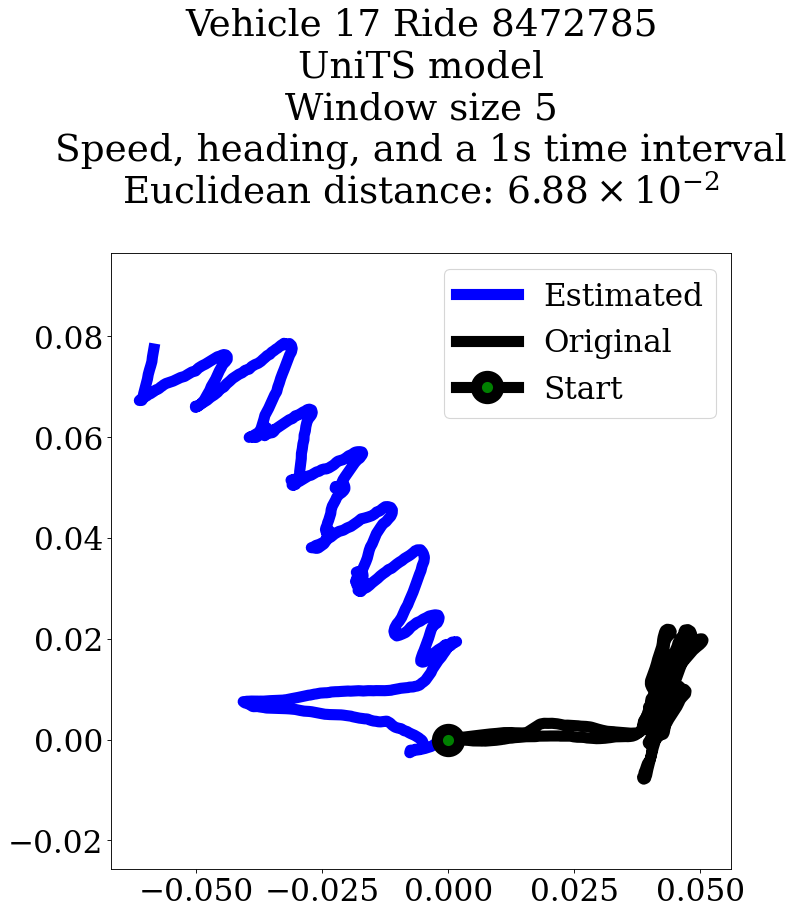 Vehicle 17 Ride 8472785
UniTS model
Window size 5
Speed, heading, and a 1s time interval
Euclidean distance: 6.88 × 10⁻²
Estimated
Original
Start
0.08
0.06
0.04
0.02
0.00
−0.02
−0.050 −0.025 0.000 0.025 0.050